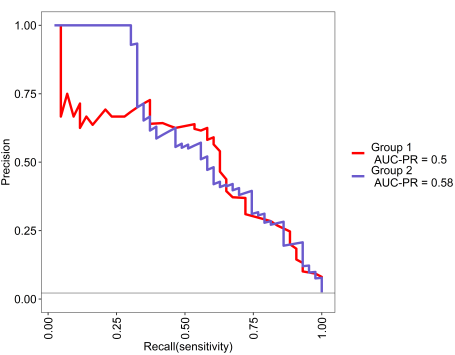 1.00
0.75
0.50
0.25
0.00
Precision
0.00
0.25
0.50
0.75
1.00
Recall(sensitivity)
Group 1
AUC-PR = 0.5
Group 2
AUC-PR = 0.58